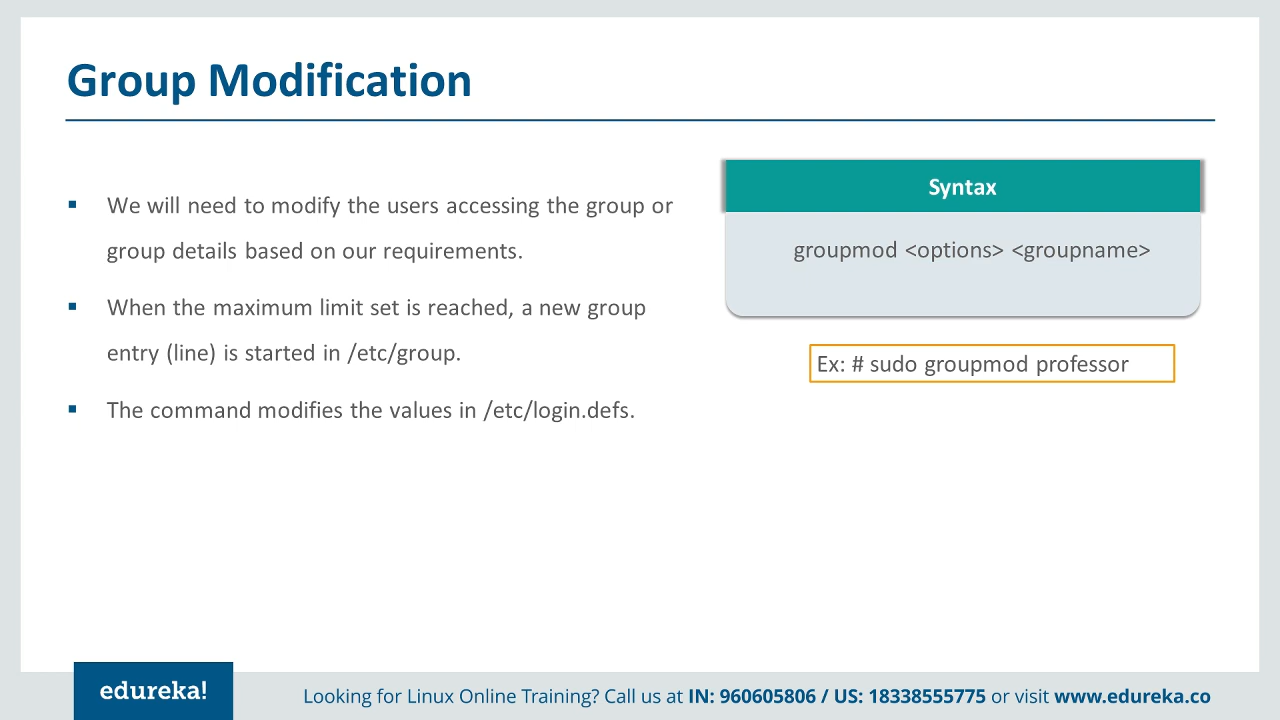 Group Modification
We will need to modify the users accessing the group or
group details based on our requirements.
When the maximum limit set is reached, a new group
entry (line) is started in /etc/group.
The command modifies the values in /etc/login.defs.
Syntax
groupmod <options> <groupname>
Ex: # sudo groupmod professor
edureka!
Looking for Linux Online Training? Call us at IN: 960605806 / US: 18338555775 or visit www.edureka.co